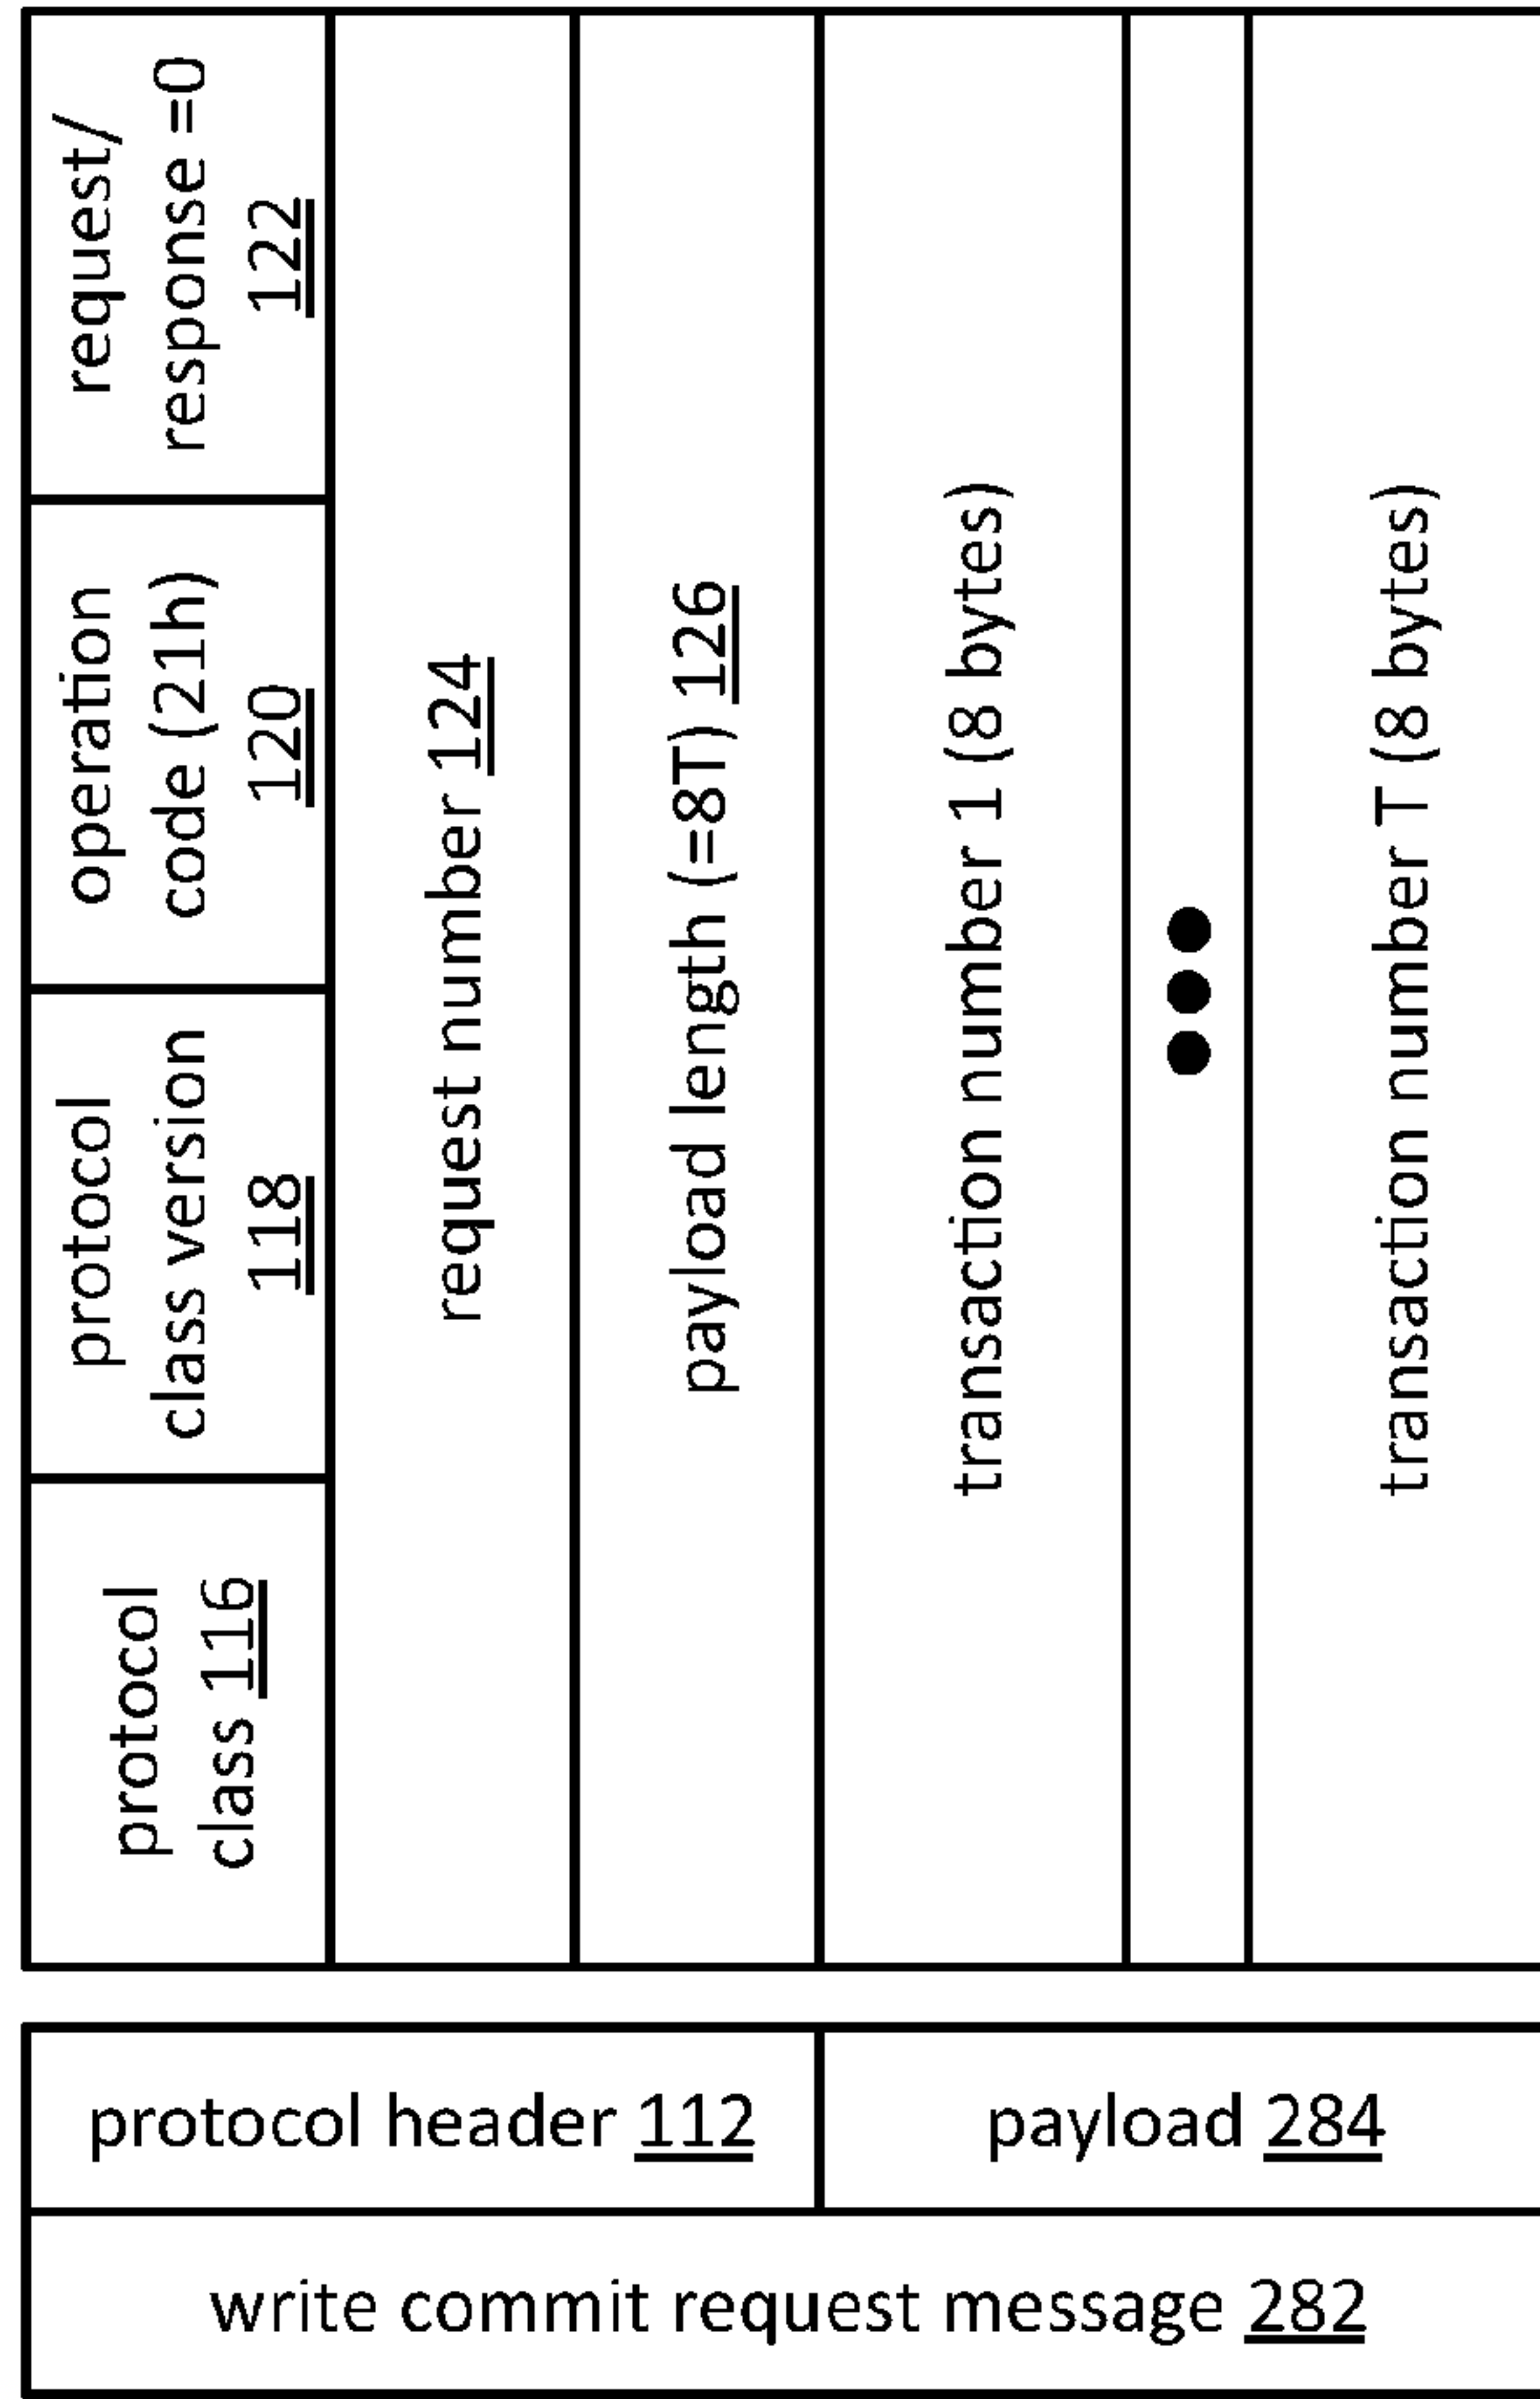 write commit request message 282
protocol header 112
payload 284
protocol
class 116
protocol
class version
118
operation
code (21h)
120
request/
response =0
122
request number 124
payload length (=8T) 126
transaction number 1 (8 bytes)
●●●
transaction number T (8 bytes)